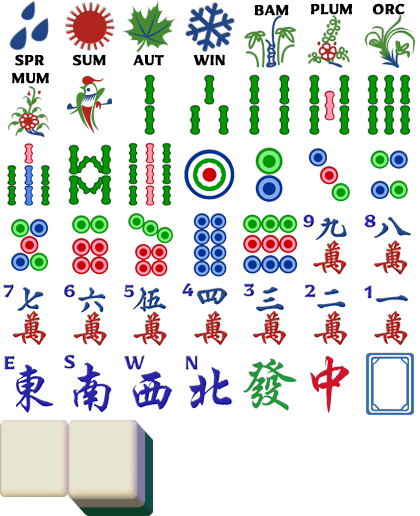 BAM PLUM ORC
SPR SUM AUT WIN
MUM
9 九 萬 8 八 萬
7 七 萬 6 六 萬 5 伍 萬 4 四 萬 3 三 萬 2 二 萬 1 一 萬
E 東 S 南 W 西 N 北 發 中